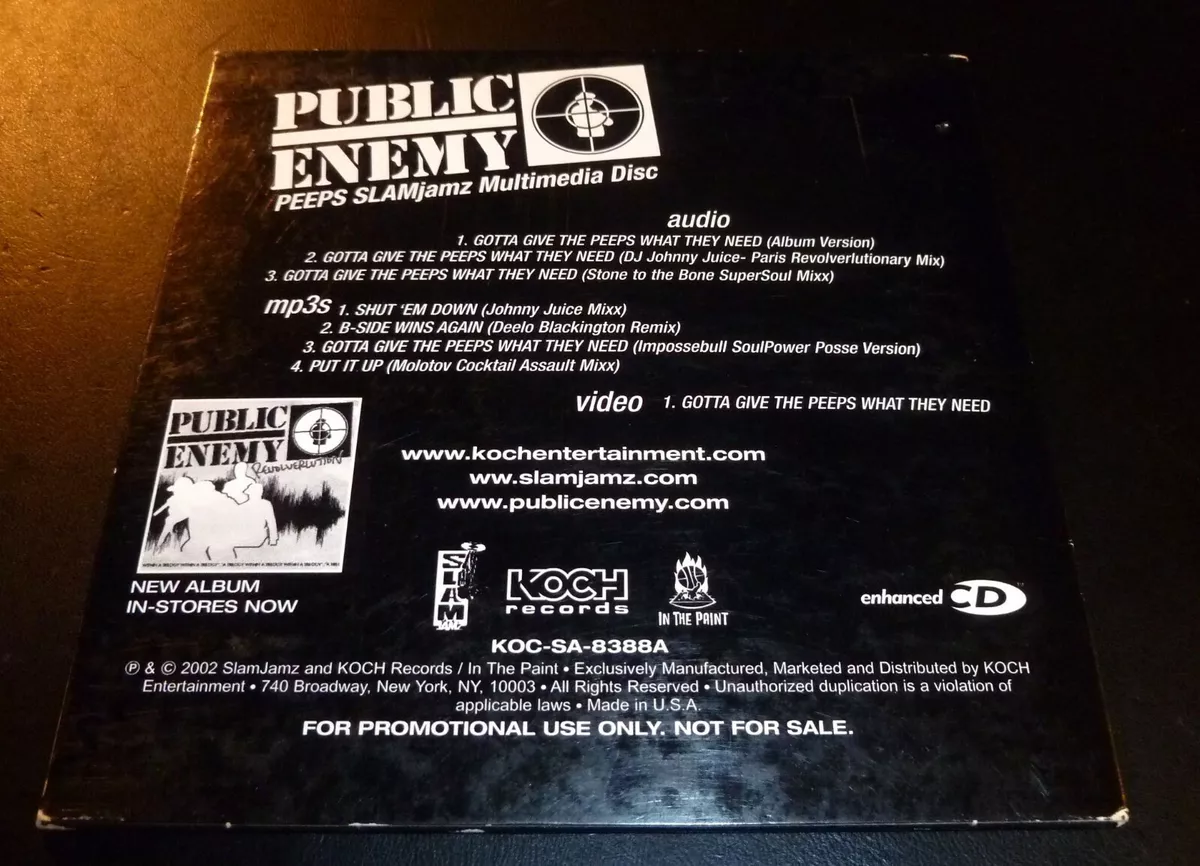 PUBLIC
ENEMY
PEEPS SLAMjamz Multimedia Disc
audio
1. GOTTA GIVE THE PEEPS WHAT THEY NEED (Album Version)
2. GOTTA GIVE THE PEEPS WHAT THEY NEED (DJ Johnny Juice- Paris Revolverlutionary Mix)
3. GOTTA GIVE THE PEEPS WHAT THEY NEED (Stone to the Bone SuperSoul Mixx)
mp3s 1. SHUT 'EM DOWN (Johnny Juice Mixx)
2. B-SIDE WINS AGAIN (Deelo Blackington Remix)
3. GOTTA GIVE THE PEEPS WHAT THEY NEED (Impossebull SoulPower Posse Version)
4. PUT IT UP (Molotov Cocktail Assault Mixx)
video 1. GOTTA GIVE THE PEEPS WHAT THEY NEED
PUBLIC
ENEMY
REVOLVERLUTION
www.kochentertainment.com
ww.slamjamz.com
www.publicenemy.com
NEW ALBUM
IN-STORES NOW
SLAM
JAMZ
KOCH
records
IN THE PAINT
enhanced CD
KOC-SA-8388A
℗ & © 2002 SlamJamz and KOCH Records / In The Paint • Exclusively Manufactured, Marketed and Distributed by KOCH
Entertainment • 740 Broadway, New York, NY, 10003 • All Rights Reserved • Unauthorized duplication is a violation of
applicable laws • Made in U.S.A.
FOR PROMOTIONAL USE ONLY. NOT FOR SALE.